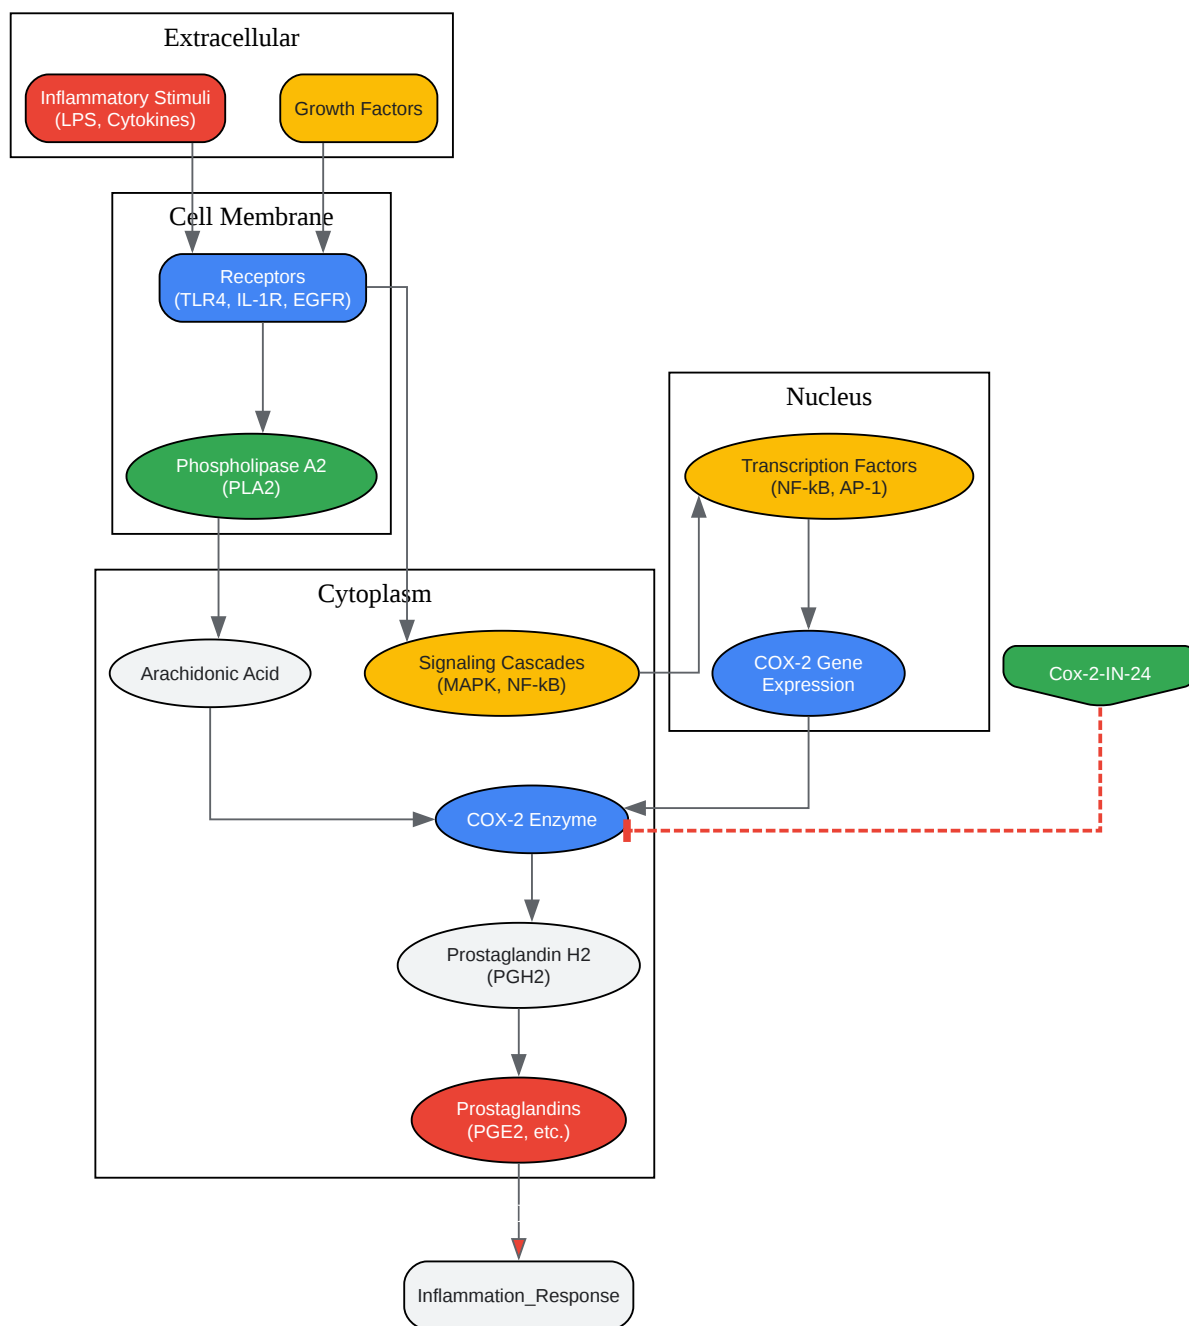 Extracellular
Inflammatory Stimuli
(LPS, Cytokines)
Growth Factors
Cell Membrane
Receptors
(TLR4, IL-1R, EGFR)
Phospholipase A2
(PLA2)
Nucleus
Transcription Factors
(NF-kB, AP-1)
COX-2 Gene
Expression
Cox-2-IN-24
Cytoplasm
Arachidonic Acid
Signaling Cascades
(MAPK, NF-kB)
COX-2 Enzyme
Prostaglandin H2
(PGH2)
Prostaglandins
(PGE2, etc.)
Inflammation_Response